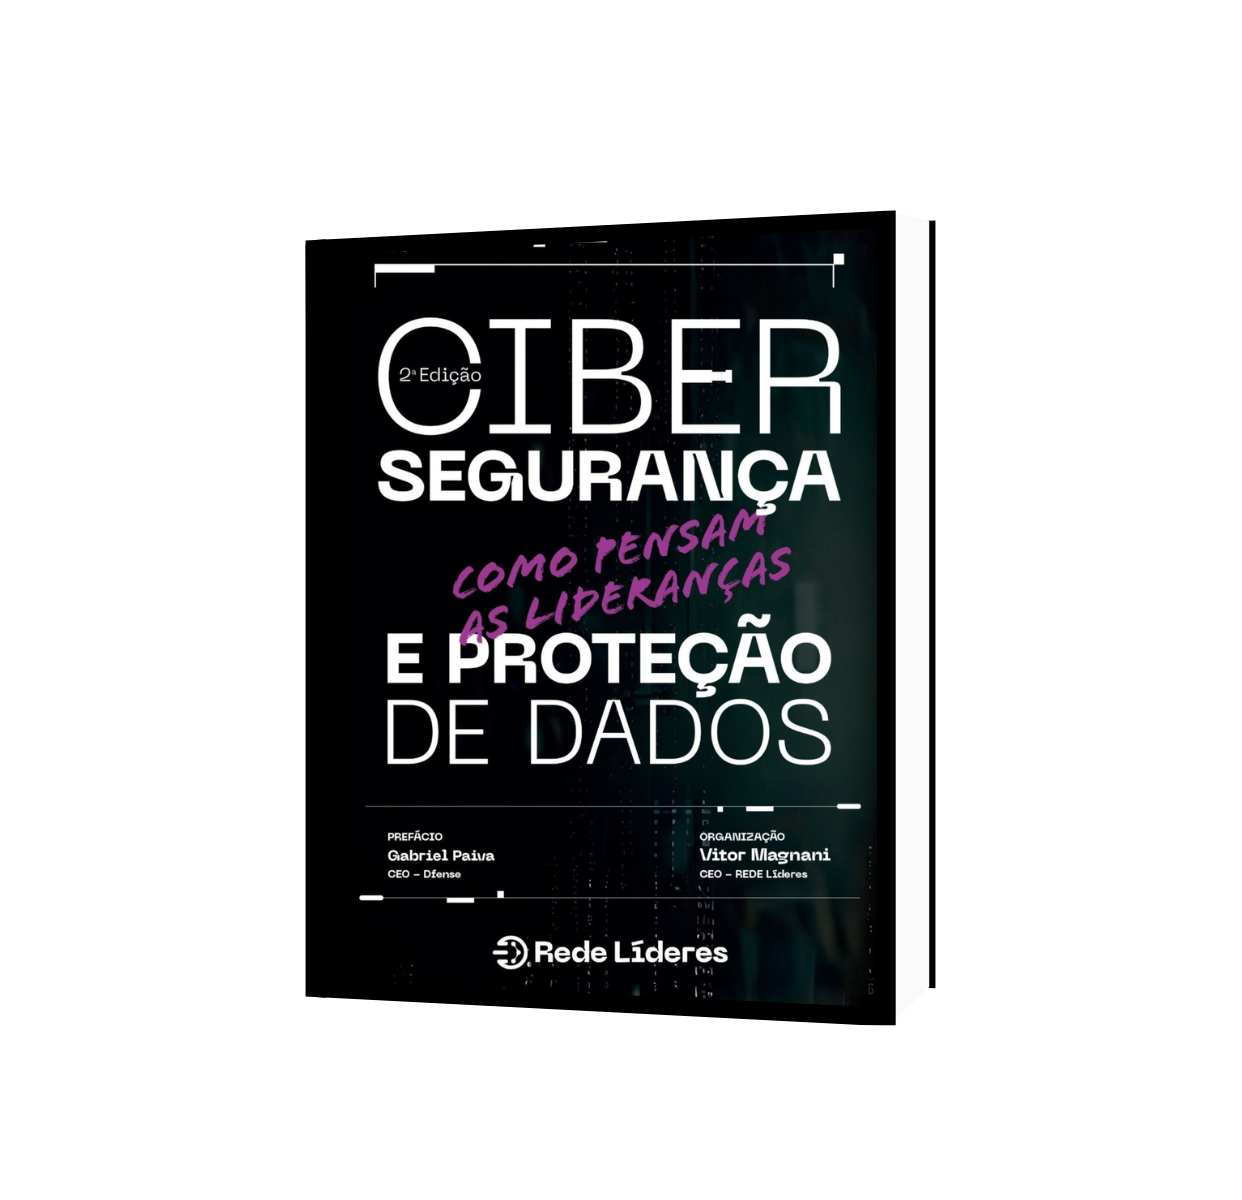 CIBER
2ª Edição
SEGURANÇA
COMO PENSAM
AS LIDERANÇAS
E PROTEÇÃO
DE DADOS
PREFÁCIO
Gabriel Paiva
CEO – Dfense
ORGANIZAÇÃO
Vitor Magnani
CEO – REDE Líderes
Rede Líderes